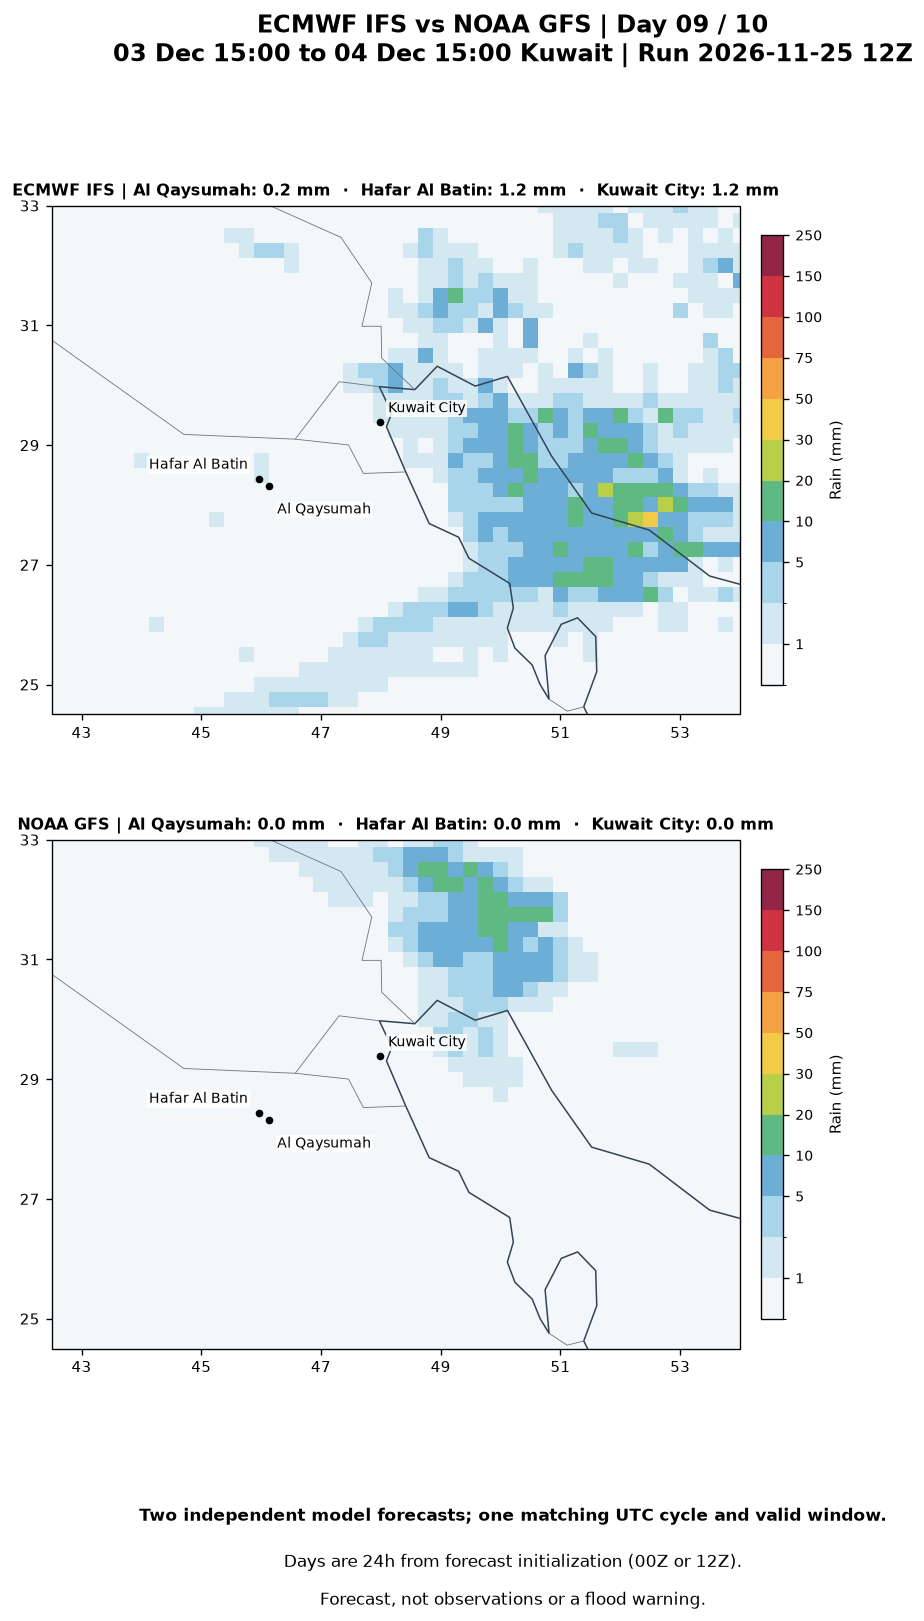 ECMWF IFS vs NOAA GFS | Day 09 / 10
03 Dec 15:00 to 04 Dec 15:00 Kuwait | Run 2026-11-25 12Z
ECMWF IFS | Al Qaysumah: 0.2 mm · Hafar Al Batin: 1.2 mm · Kuwait City: 1.2 mm
33
31
29
27
25
43
45
47
49
51
53
Kuwait City
Hafar Al Batin
Al Qaysumah
250
150
100
75
50
30
20
10
5
1
Rain (mm)
NOAA GFS | Al Qaysumah: 0.0 mm · Hafar Al Batin: 0.0 mm · Kuwait City: 0.0 mm
33
31
29
27
25
43
45
47
49
51
53
Kuwait City
Hafar Al Batin
Al Qaysumah
250
150
100
75
50
30
20
10
5
1
Rain (mm)
Two independent model forecasts; one matching UTC cycle and valid window.
Days are 24h from forecast initialization (00Z or 12Z).
Forecast, not observations or a flood warning.